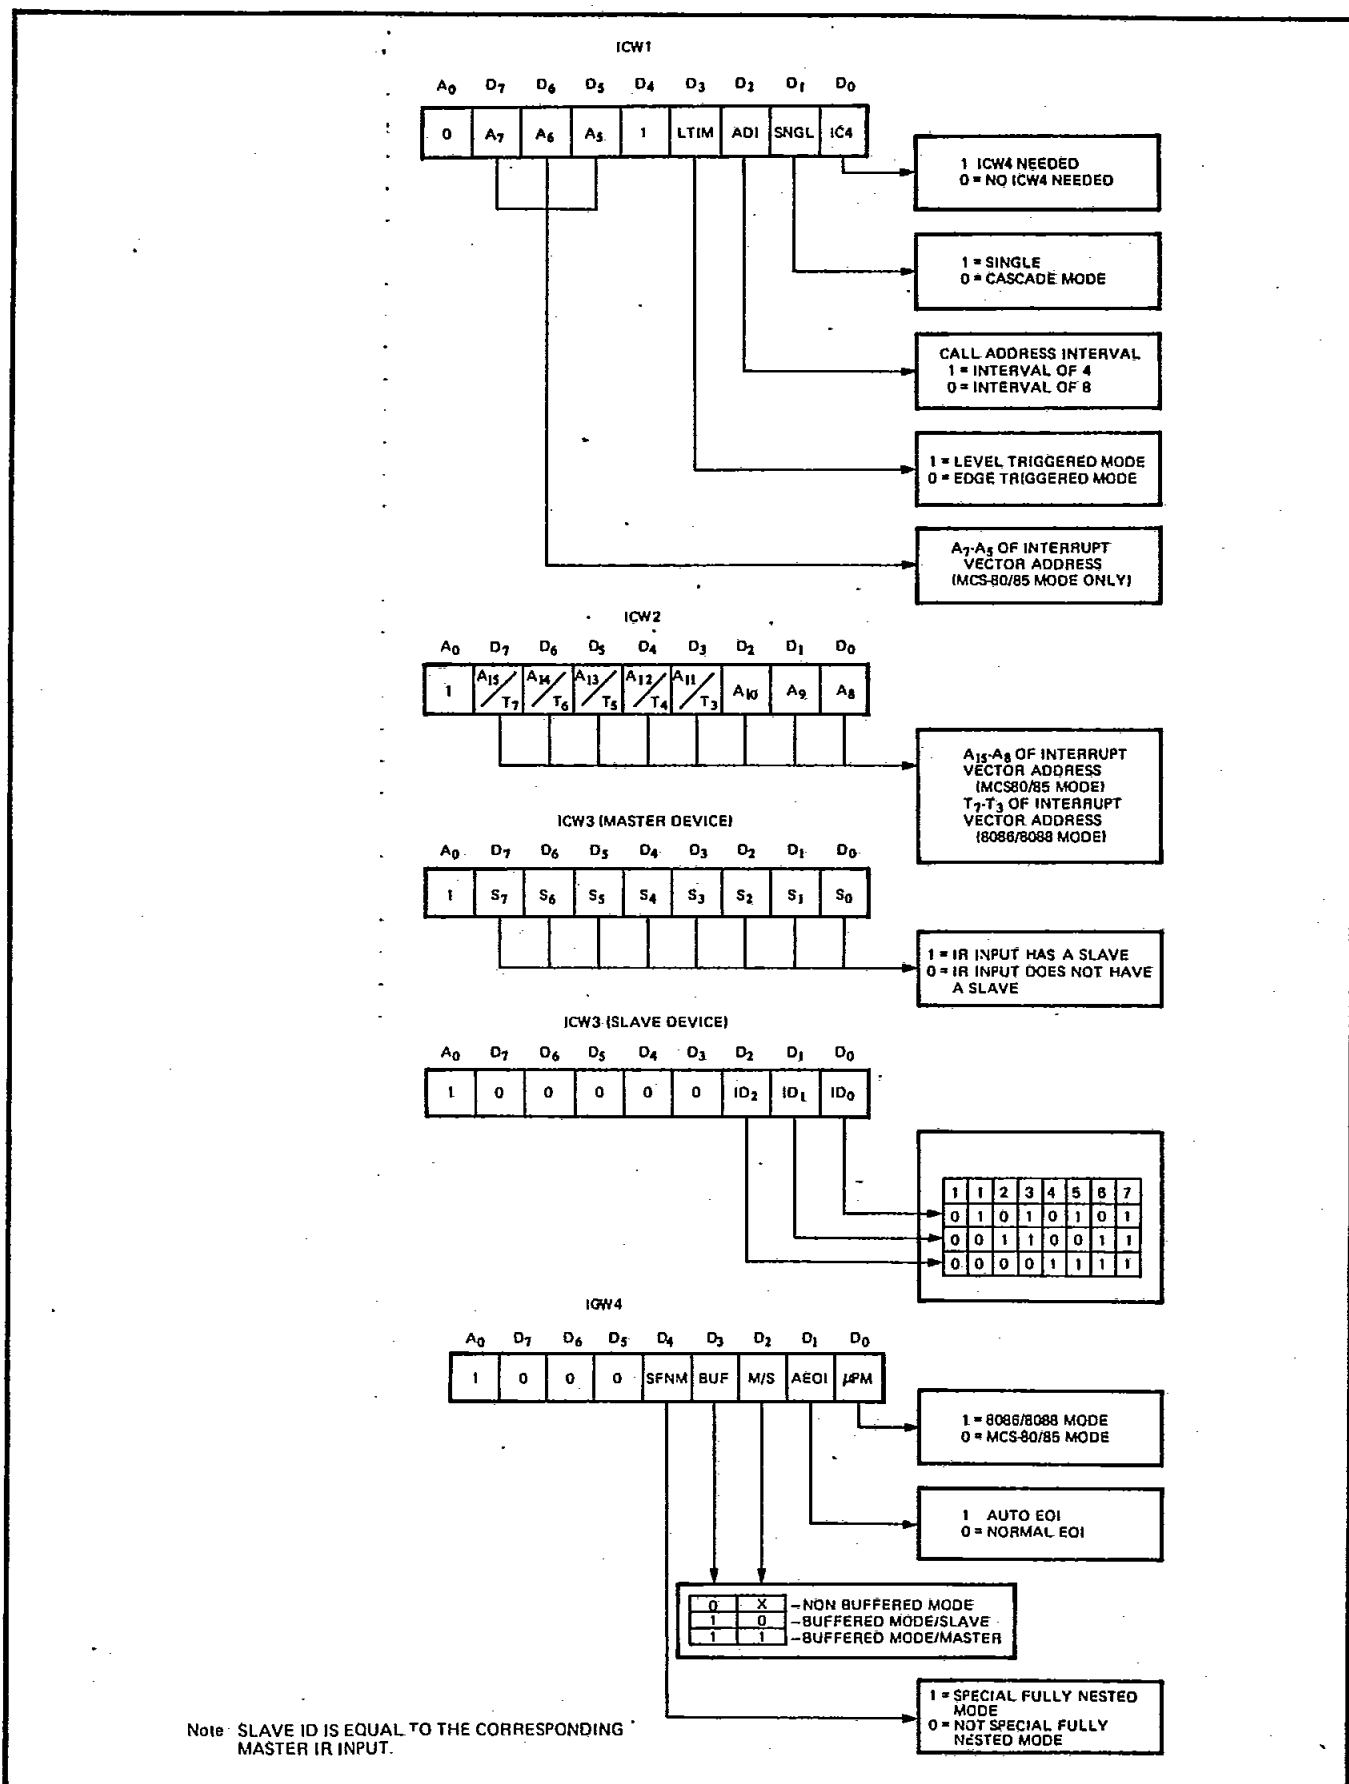 ICW1
A0 D7 D6 D5 D4 D3 D2 D1 D0
0 A7 A6 A5 1 LTIM ADI SNGL IC4
1 ICW4 NEEDED
0 = NO ICW4 NEEDED
1 = SINGLE
0 = CASCADE MODE
CALL ADDRESS INTERVAL
1 = INTERVAL OF 4
0 = INTERVAL OF 8
1 = LEVEL TRIGGERED MODE
0 = EDGE TRIGGERED MODE
A7-A5 OF INTERRUPT
VECTOR ADDRESS
(MCS-80/85 MODE ONLY)
ICW2
A0 D7 D6 D5 D4 D3 D2 D1 D0
1 A15/T7 A14/T6 A13/T5 A12/T4 A11/T3 A10 A9 A8
A15-A8 OF INTERRUPT
VECTOR ADDRESS
(MCS80/85 MODE)
T7-T3 OF INTERRUPT
VECTOR ADDRESS
(8086/8088 MODE)
ICW3 (MASTER DEVICE)
A0 D7 D6 D5 D4 D3 D2 D1 D0
1 S7 S6 S5 S4 S3 S2 S1 S0
1 = IR INPUT HAS A SLAVE
0 = IR INPUT DOES NOT HAVE
A SLAVE
ICW3 (SLAVE DEVICE)
A0 D7 D6 D5 D4 D3 D2 D1 D0
1 0 0 0 0 0 ID2 ID1 ID0
1 1 2 3 4 5 6 7
0 1 0 1 0 1 0 1
0 0 1 1 0 0 1 1
0 0 0 0 1 1 1 1
ICW4
A0 D7 D6 D5 D4 D3 D2 D1 D0
1 0 0 0 SFNM BUF M/S AEOI µPM
1 = 8086/8088 MODE
0 = MCS-80/85 MODE
1 AUTO EOI
0 = NORMAL EOI
0 X – NON BUFFERED MODE
1 0 – BUFFERED MODE/SLAVE
1 1 – BUFFERED MODE/MASTER
1 = SPECIAL FULLY NESTED
MODE
0 = NOT SPECIAL FULLY
NESTED MODE
Note SLAVE ID IS EQUAL TO THE CORRESPONDING
MASTER IR INPUT.